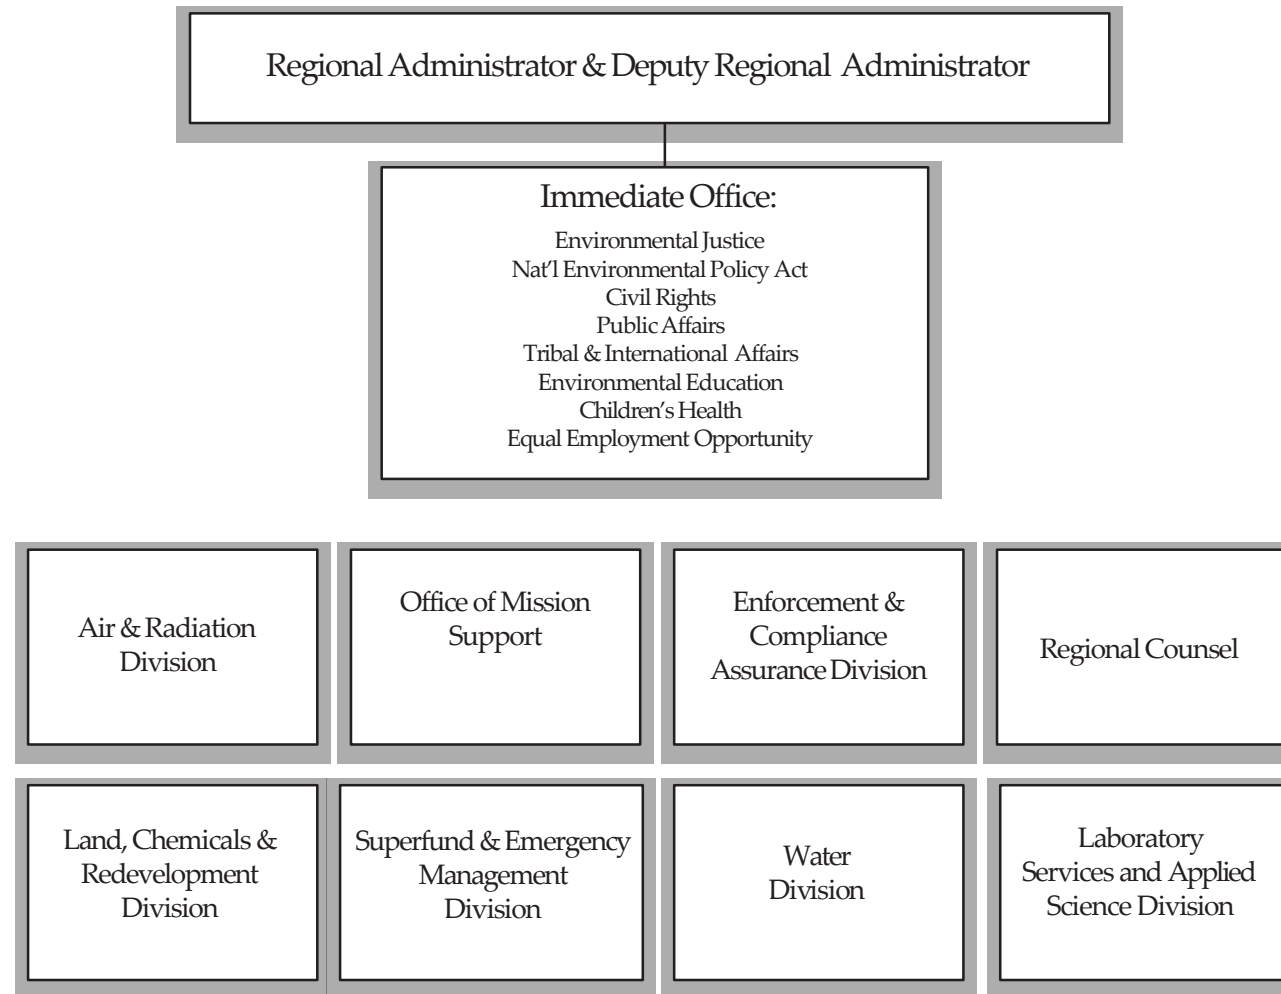 Regional Administrator & Deputy Regional Administrator
Immediate Office:
Environmental Justice
Nat’l Environmental Policy Act
Civil Rights
Public Affairs
Tribal & International Affairs
Environmental Education
Children’s Health
Equal Employment Opportunity
Air & Radiation
Division
Office of Mission
Support
Enforcement &
Compliance
Assurance Division
Regional Counsel
Land, Chemicals &
Redevelopment
Division
Superfund & Emergency
Management
Division
Water
Division
Laboratory
Services and Applied
Science Division